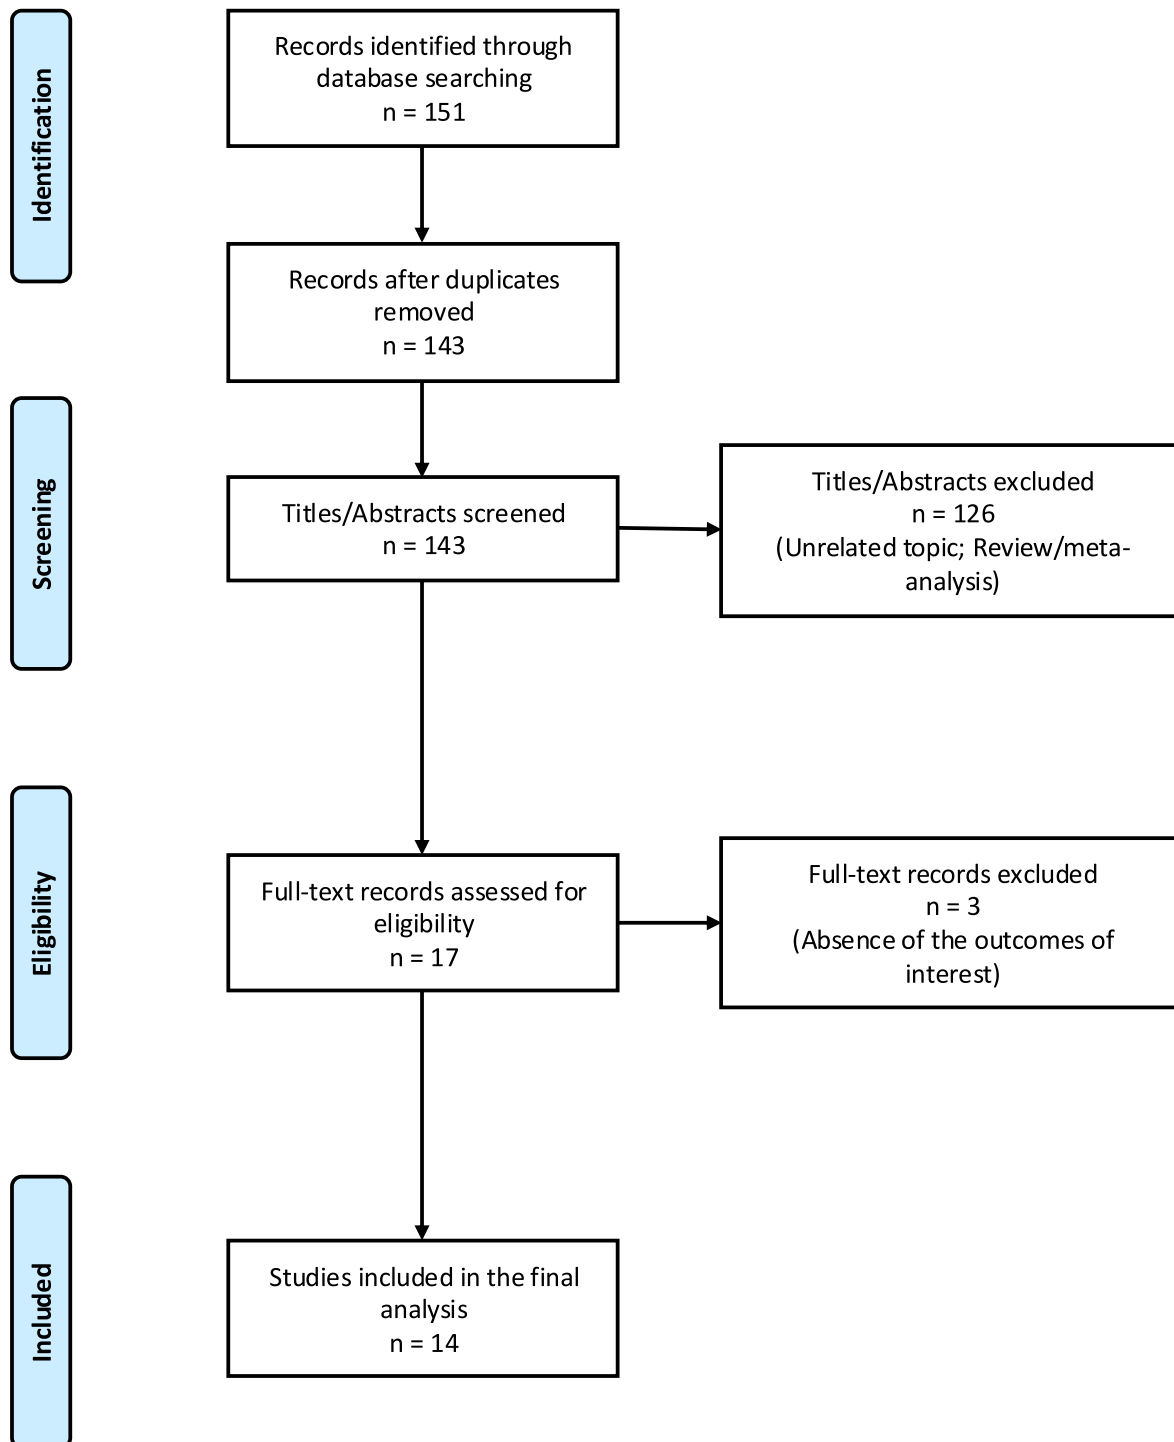 Identification
Records identified through
database searching
n = 151
Records after duplicates
removed
n = 143
Screening
Titles/Abstracts screened
n = 143
Titles/Abstracts excluded
n = 126
(Unrelated topic; Review/meta-
analysis)
Eligibility
Full-text records assessed for
eligibility
n = 17
Full-text records excluded
n = 3
(Absence of the outcomes of
interest)
Included
Studies included in the final
analysis
n = 14